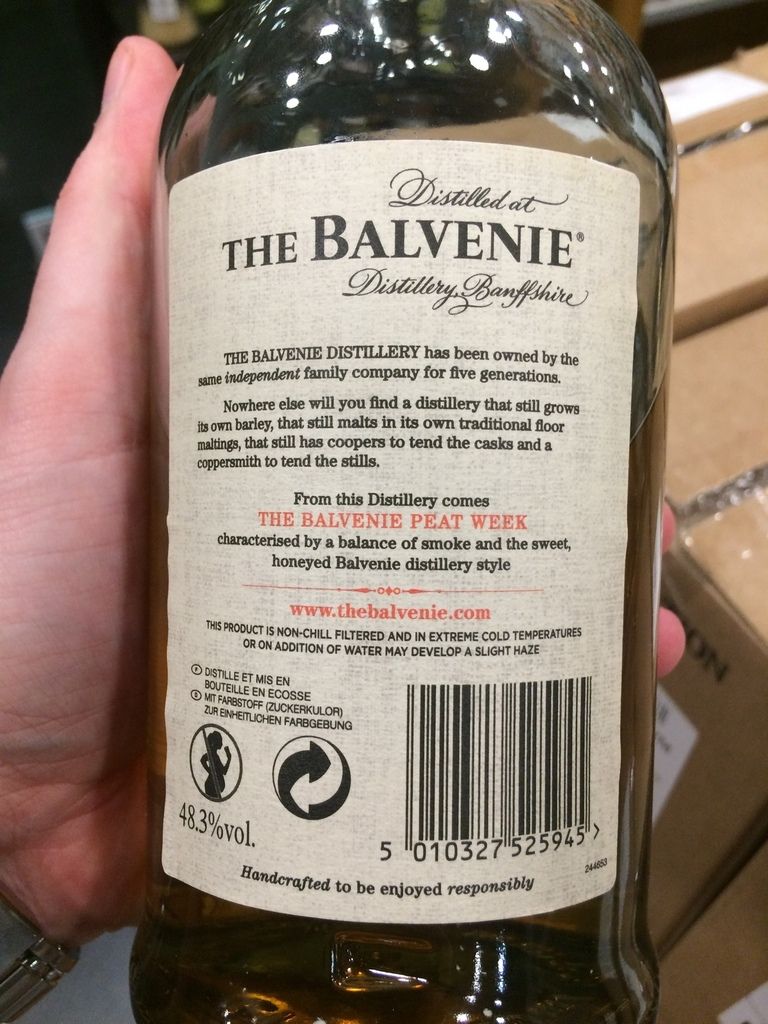 Distilled at
THE BALVENIE®
Distillery, Banffshire
THE BALVENIE DISTILLERY has been owned by the
same independent family company for five generations.
Nowhere else will you find a distillery that still grows
its own barley, that still malts in its own traditional floor
maltings, that still has coopers to tend the casks and a
coppersmith to tend the stills.
From this Distillery comes
THE BALVENIE PEAT WEEK
characterised by a balance of smoke and the sweet,
honeyed Balvenie distillery style
www.thebalvenie.com
THIS PRODUCT IS NON-CHILL FILTERED AND IN EXTREME COLD TEMPERATURES
OR ON ADDITION OF WATER MAY DEVELOP A SLIGHT HAZE
Ⓕ DISTILLE ET MIS EN
BOUTEILLE EN ECOSSE
Ⓓ MIT FARBSTOFF (ZUCKERKULOR)
ZUR EINHEITLICHEN FARBGEBUNG
48.3%vol.
5 010327 525945 >
244653
Handcrafted to be enjoyed responsibly